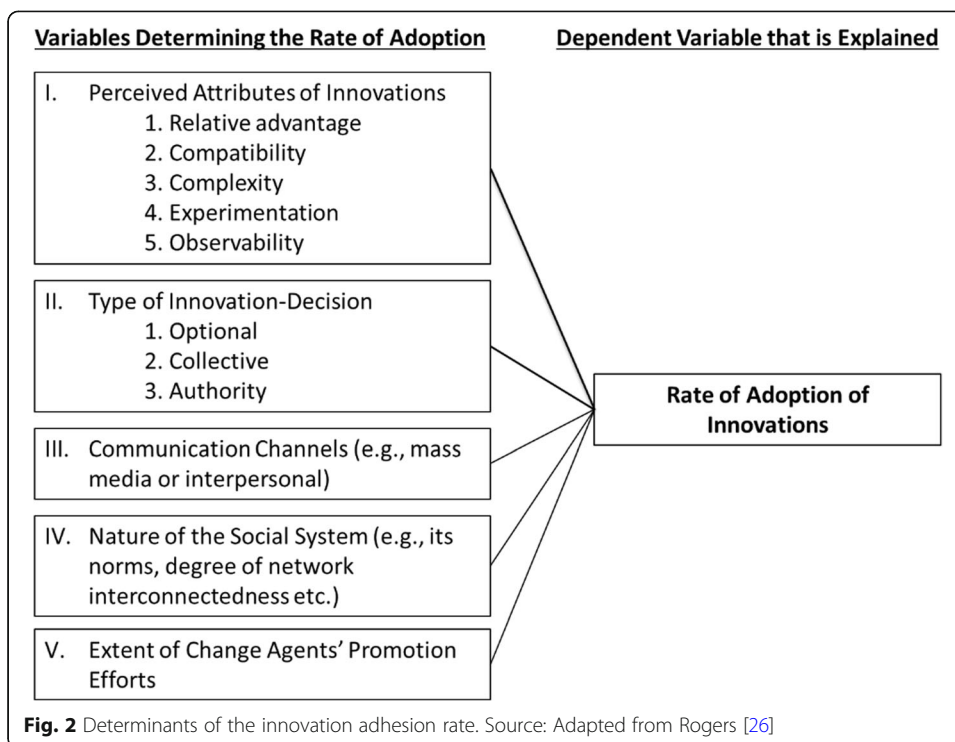 Variables Determining the Rate of Adoption
Dependent Variable that is Explained
I. Perceived Attributes of Innovations
1. Relative advantage
2. Compatibility
3. Complexity
4. Experimentation
5. Observability
II. Type of Innovation-Decision
1. Optional
2. Collective
3. Authority
III. Communication Channels (e.g., mass
media or interpersonal)
IV. Nature of the Social System (e.g., its
norms, degree of network
interconnectedness etc.)
V. Extent of Change Agents’ Promotion
Efforts
Rate of Adoption of
Innovations
Fig. 2 Determinants of the innovation adhesion rate. Source: Adapted from Rogers [26]